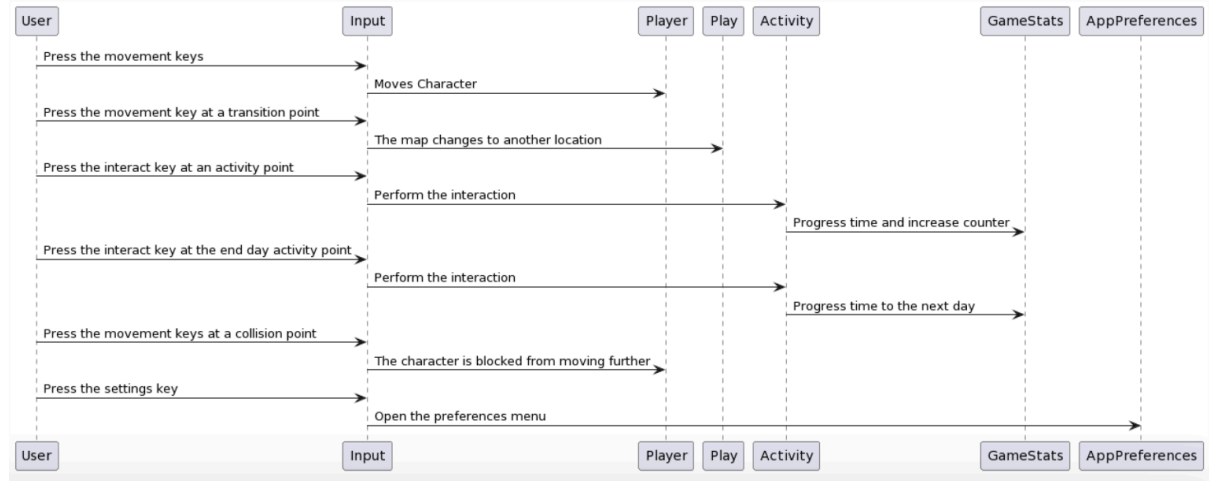 User Input Player Play Activity GameStats AppPreferences
Press the movement keys
Moves Character
Press the movement key at a transition point
The map changes to another location
Press the interact key at an activity point
Perform the interaction
Progress time and increase counter
Press the interact key at the end day activity point
Perform the interaction
Progress time to the next day
Press the movement keys at a collision point
The character is blocked from moving further
Press the settings key
Open the preferences menu
User Input Player Play Activity GameStats AppPreferences